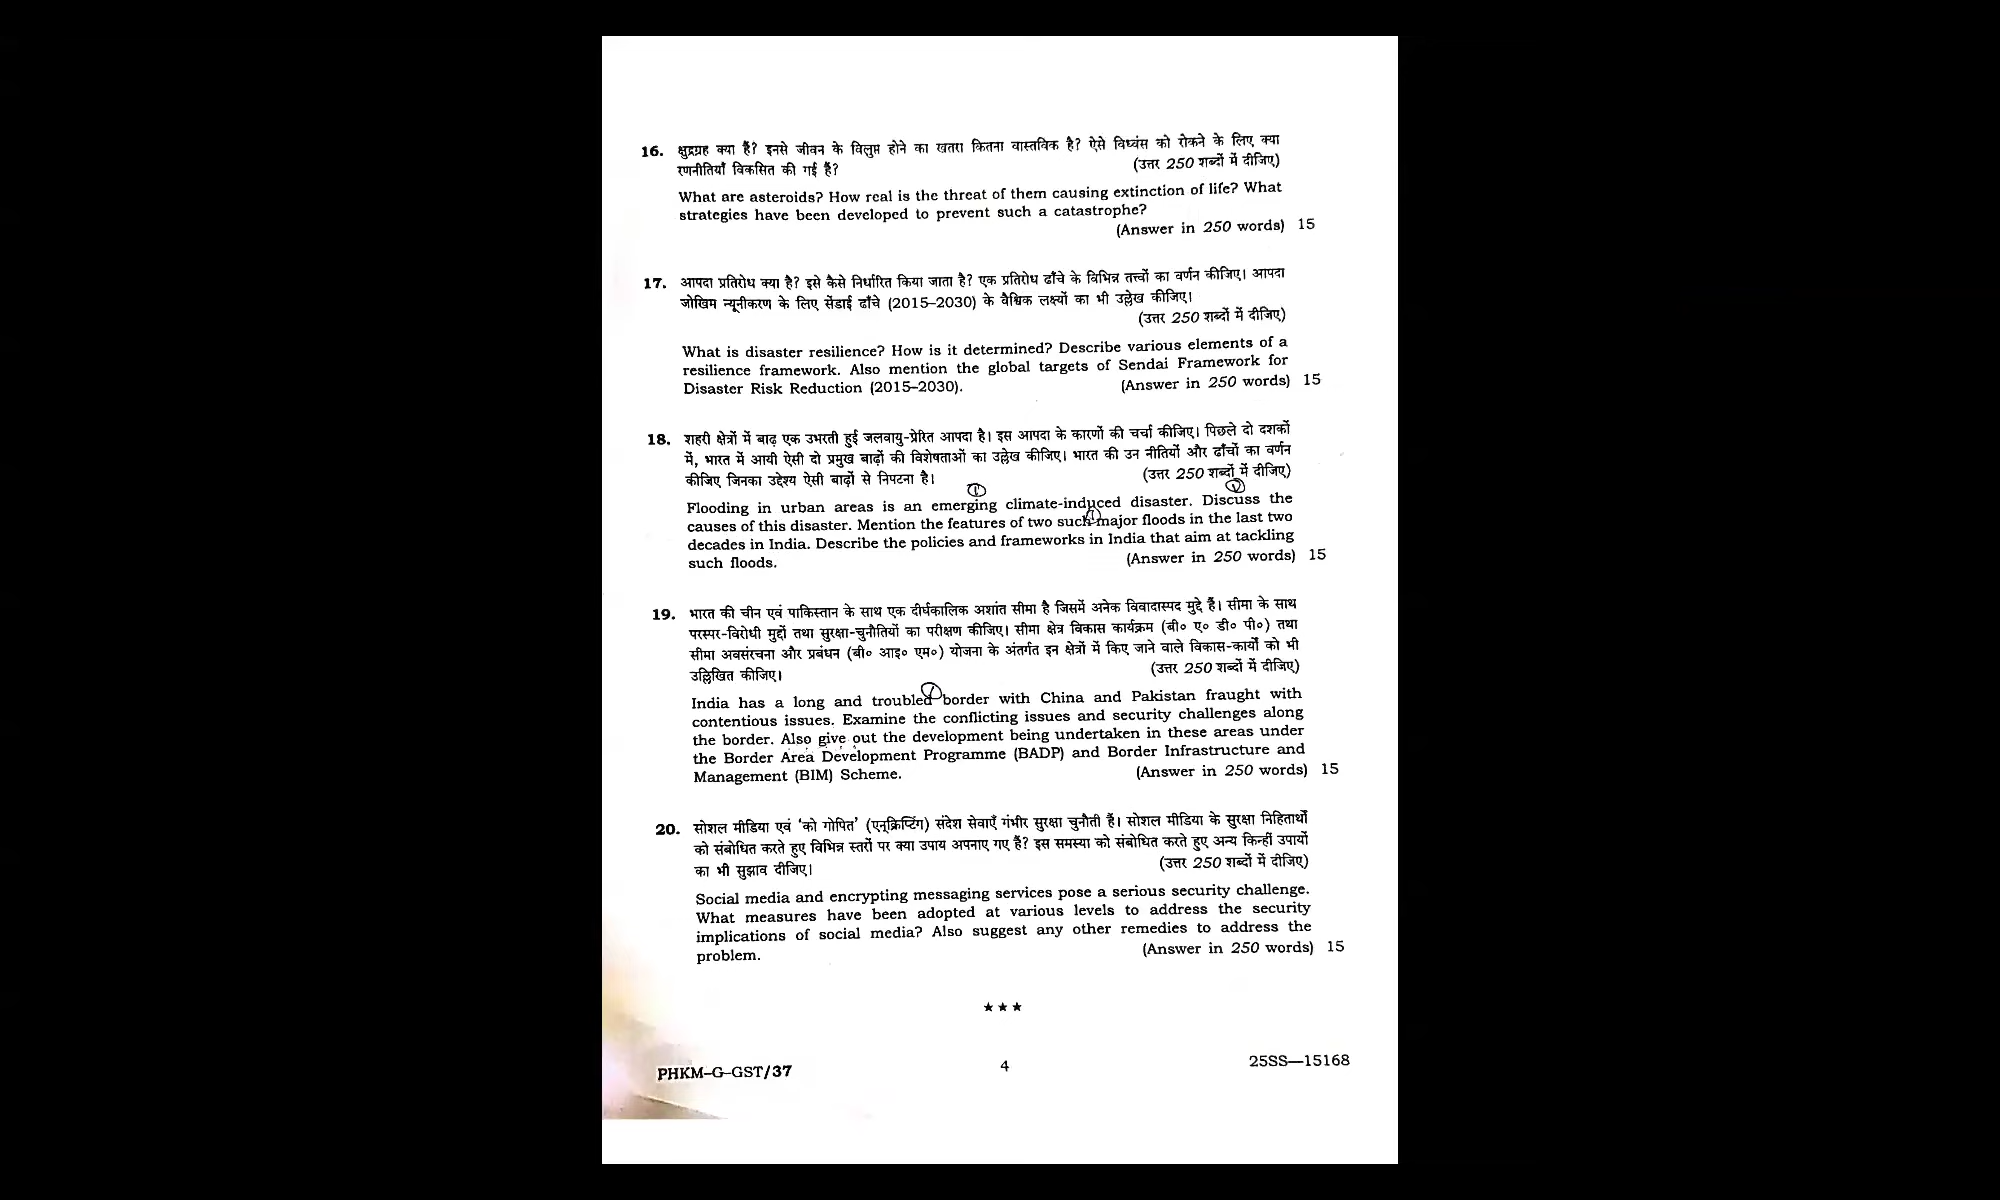 16. क्षुद्रग्रह क्या हैं? इनसे जीवन के विलुप्त होने का खतरा कितना वास्तविक है? ऐसे विध्वंस को रोकने के लिए क्या
रणनीतियाँ विकसित की गई हैं? (उत्तर 250 शब्दों में दीजिए)
What are asteroids? How real is the threat of them causing extinction of life? What
strategies have been developed to prevent such a catastrophe?
(Answer in 250 words) 15
17. आपदा प्रतिरोध क्या है? इसे कैसे निर्धारित किया जाता है? एक प्रतिरोध ढाँचे के विभिन्न तत्त्वों का वर्णन कीजिए। आपदा
जोखिम न्यूनीकरण के लिए सेंडाई ढाँचे (2015–2030) के वैश्विक लक्ष्यों का भी उल्लेख कीजिए।
(उत्तर 250 शब्दों में दीजिए)
What is disaster resilience? How is it determined? Describe various elements of a
resilience framework. Also mention the global targets of Sendai Framework for
Disaster Risk Reduction (2015–2030). (Answer in 250 words) 15
18. शहरी क्षेत्रों में बाढ़ एक उभरती हुई जलवायु-प्रेरित आपदा है। इस आपदा के कारणों की चर्चा कीजिए। पिछले दो दशकों
में, भारत में आयी ऐसी दो प्रमुख बाढ़ों की विशेषताओं का उल्लेख कीजिए। भारत की उन नीतियों और ढाँचों का वर्णन
कीजिए जिनका उद्देश्य ऐसी बाढ़ों से निपटना है। (उत्तर 250 शब्दों में दीजिए)
Flooding in urban areas is an emerging climate-induced disaster. Discuss the
causes of this disaster. Mention the features of two such major floods in the last two
decades in India. Describe the policies and frameworks in India that aim at tackling
such floods. (Answer in 250 words) 15
19. भारत की चीन एवं पाकिस्तान के साथ एक दीर्घकालिक अशांत सीमा है जिसमें अनेक विवादास्पद मुद्दे हैं। सीमा के साथ
परस्पर-विरोधी मुद्दों तथा सुरक्षा-चुनौतियों का परीक्षण कीजिए। सीमा क्षेत्र विकास कार्यक्रम (बी० ए० डी० पी०) तथा
सीमा अवसंरचना और प्रबंधन (बी० आइ० एम०) योजना के अंतर्गत इन क्षेत्रों में किए जाने वाले विकास-कार्यों को भी
उल्लिखित कीजिए। (उत्तर 250 शब्दों में दीजिए)
India has a long and troubled border with China and Pakistan fraught with
contentious issues. Examine the conflicting issues and security challenges along
the border. Also give out the development being undertaken in these areas under
the Border Area Development Programme (BADP) and Border Infrastructure and
Management (BIM) Scheme. (Answer in 250 words) 15
20. सोशल मीडिया एवं 'को गोपित' (एन्क्रिप्टिंग) संदेश सेवाएँ गंभीर सुरक्षा चुनौती हैं। सोशल मीडिया के सुरक्षा निहितार्थों
को संबोधित करते हुए विभिन्न स्तरों पर क्या उपाय अपनाए गए हैं? इस समस्या को संबोधित करते हुए अन्य किन्हीं उपायों
का भी सुझाव दीजिए। (उत्तर 250 शब्दों में दीजिए)
Social media and encrypting messaging services pose a serious security challenge.
What measures have been adopted at various levels to address the security
implications of social media? Also suggest any other remedies to address the
problem. (Answer in 250 words) 15
★ ★ ★
PHKM–G–GST/37 4 25SS—15168